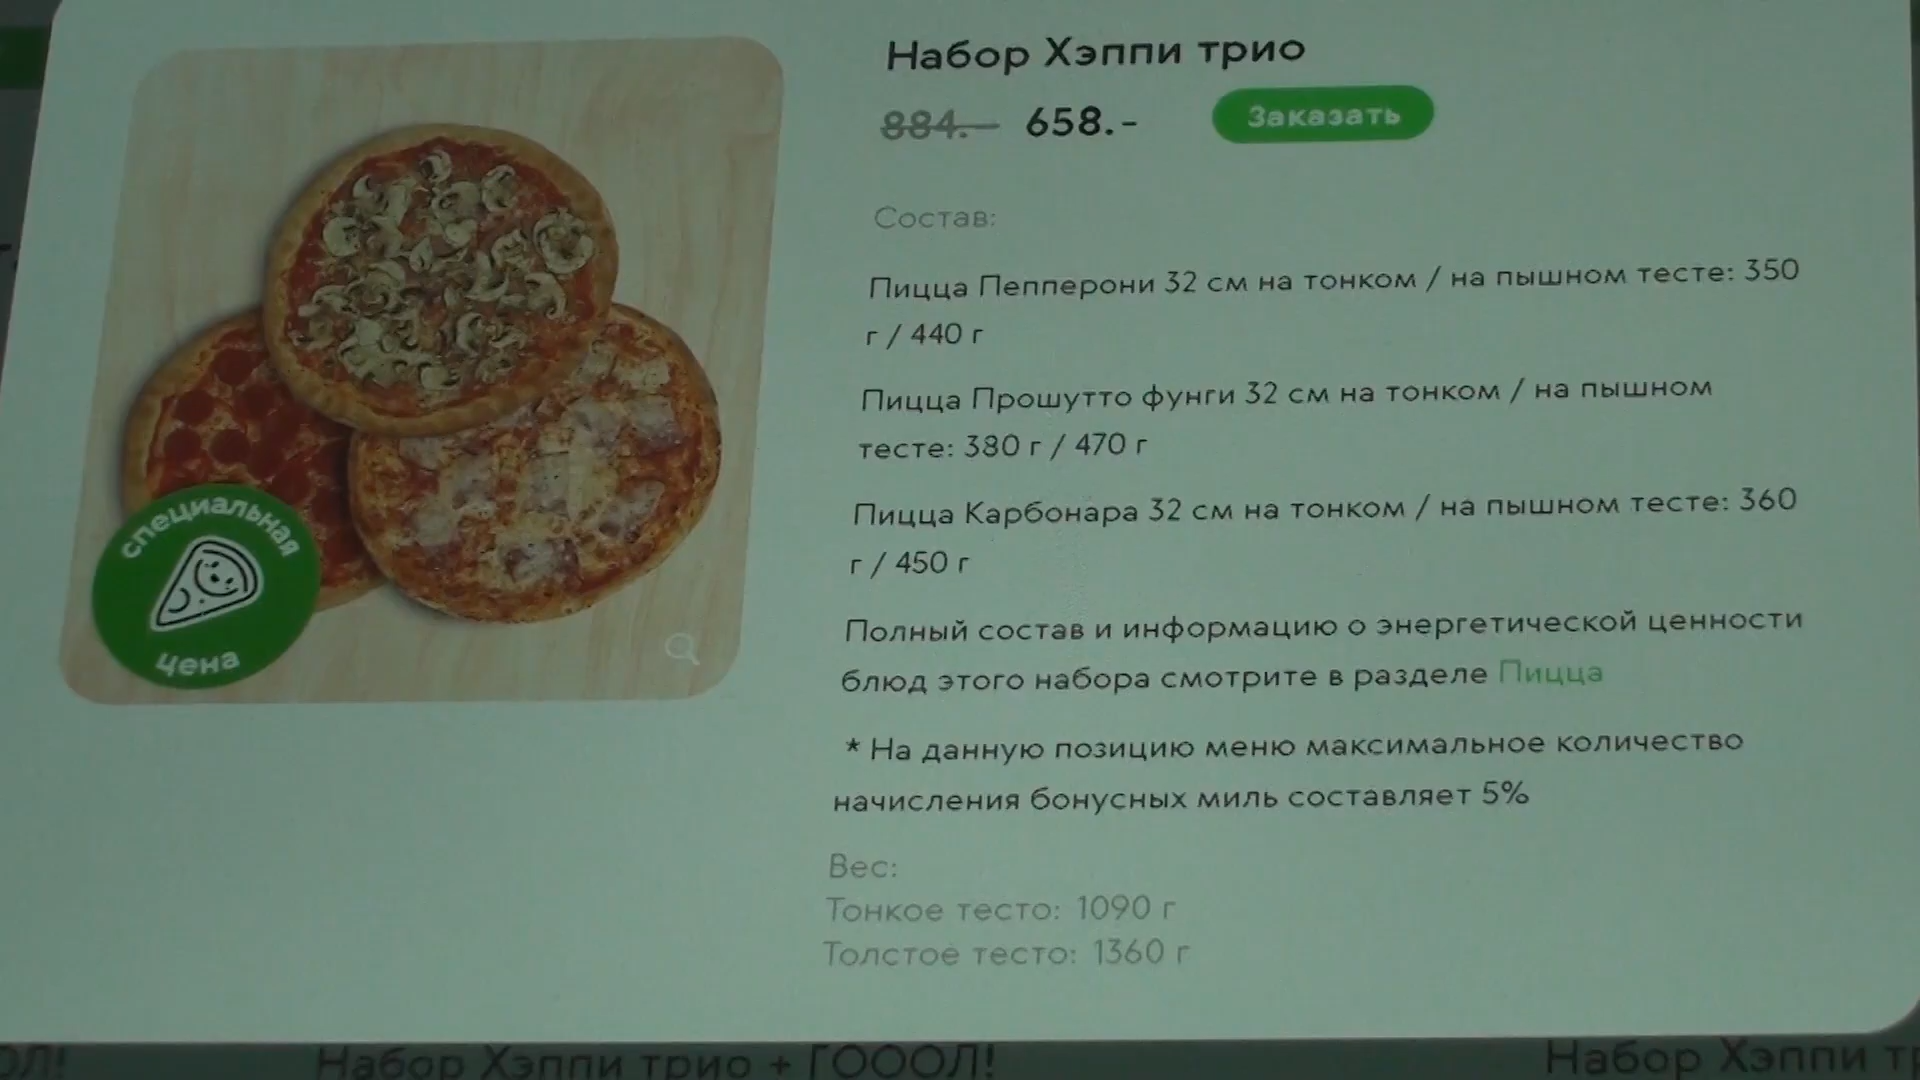 Набор Хэппи трио
884.- 658.- Заказать
Состав:
Пицца Пепперони 32 см на тонком / на пышном тесте: 350
г / 440 г
Пицца Прошутто фунги 32 см на тонком / на пышном
тесте: 380 г / 470 г
Пицца Карбонара 32 см на тонком / на пышном тесте: 360
г / 450 г
Полный состав и информацию о энергетической ценности
блюд этого набора смотрите в разделе Пицца
* На данную позицию меню максимальное количество
начисления бонусных миль составляет 5%
Вес:
Тонкое тесто: 1090 г
Толстое тесто: 1360 г
специальная
цена
Набор Хэппи трио + ГОООЛ!
Набор Хэппи